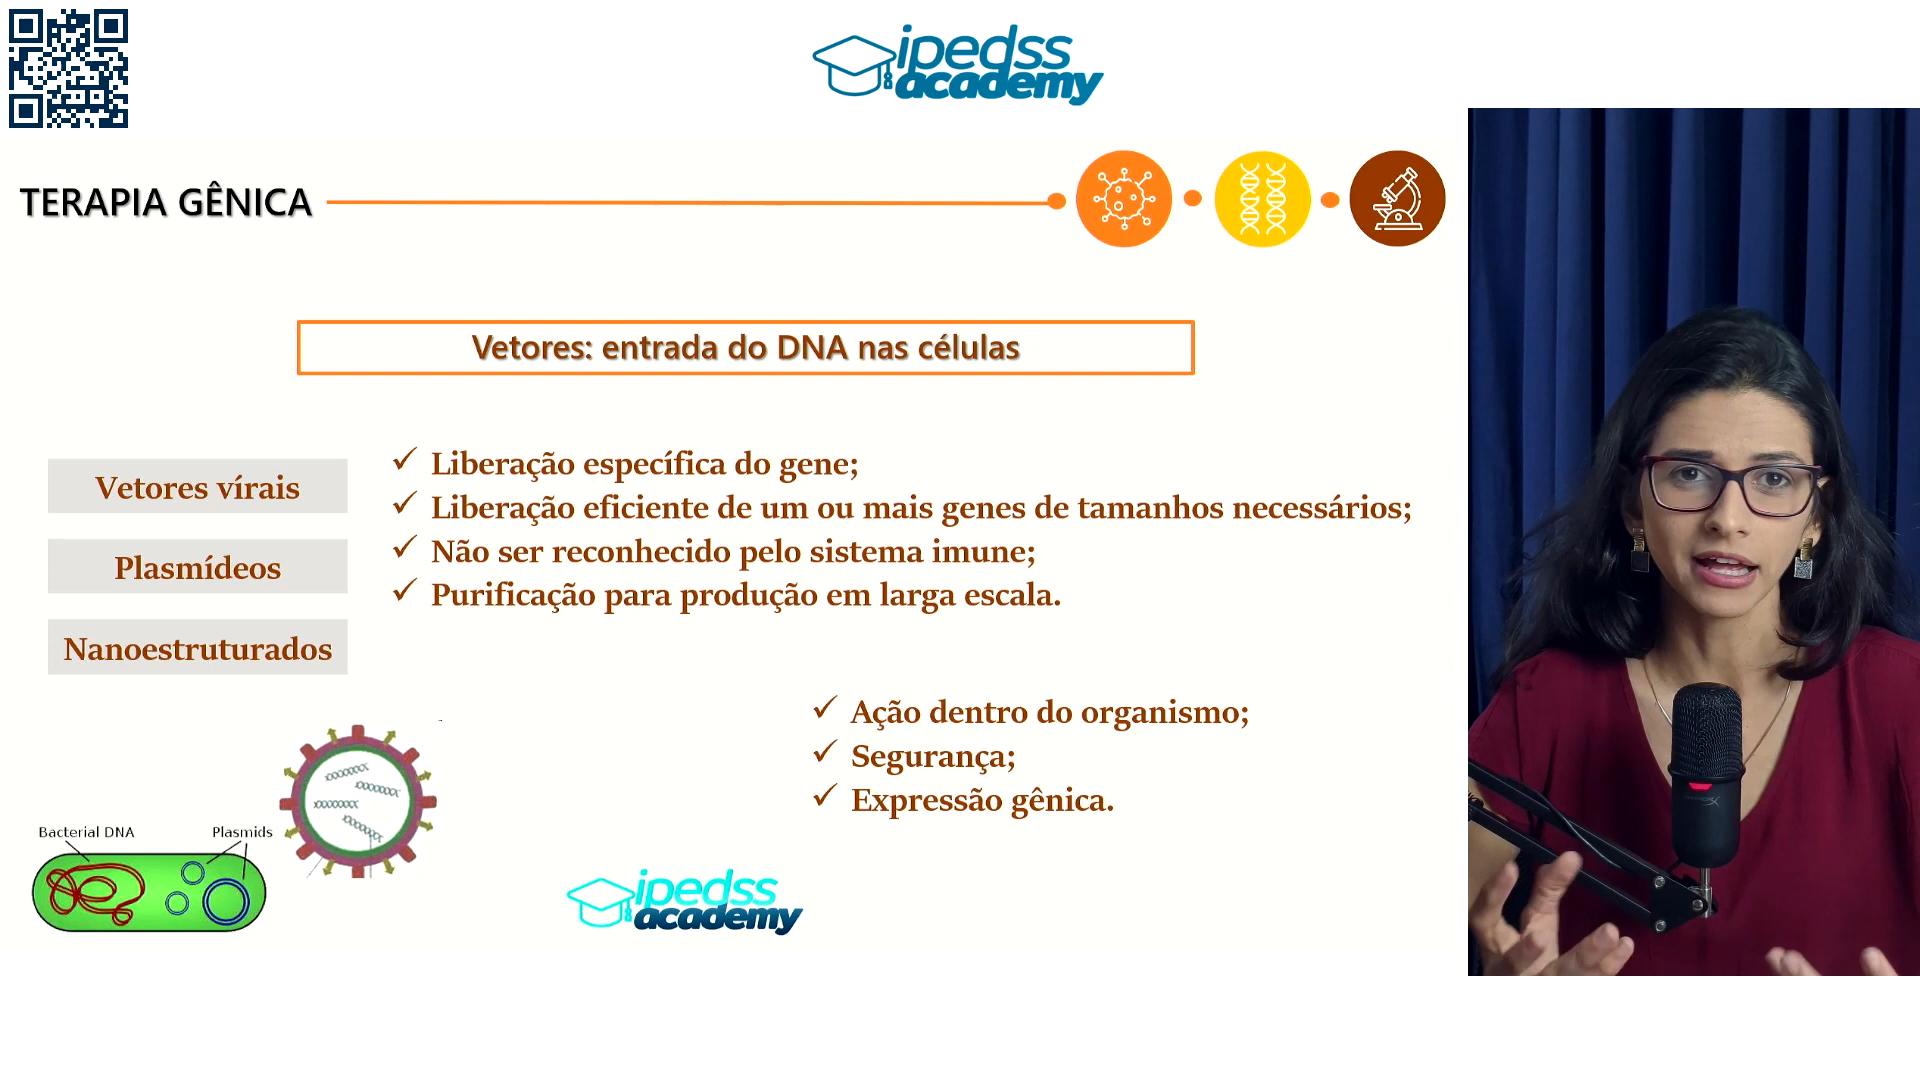 ipedss
academy
TERAPIA GÊNICA
Vetores: entrada do DNA nas células
Vetores vírais
Plasmídeos
Nanoestruturados
✓ Liberação específica do gene;
✓ Liberação eficiente de um ou mais genes de tamanhos necessários;
✓ Não ser reconhecido pelo sistema imune;
✓ Purificação para produção em larga escala.
✓ Ação dentro do organismo;
✓ Segurança;
✓ Expressão gênica.
Bacterial DNA
Plasmids
ipedss
academy